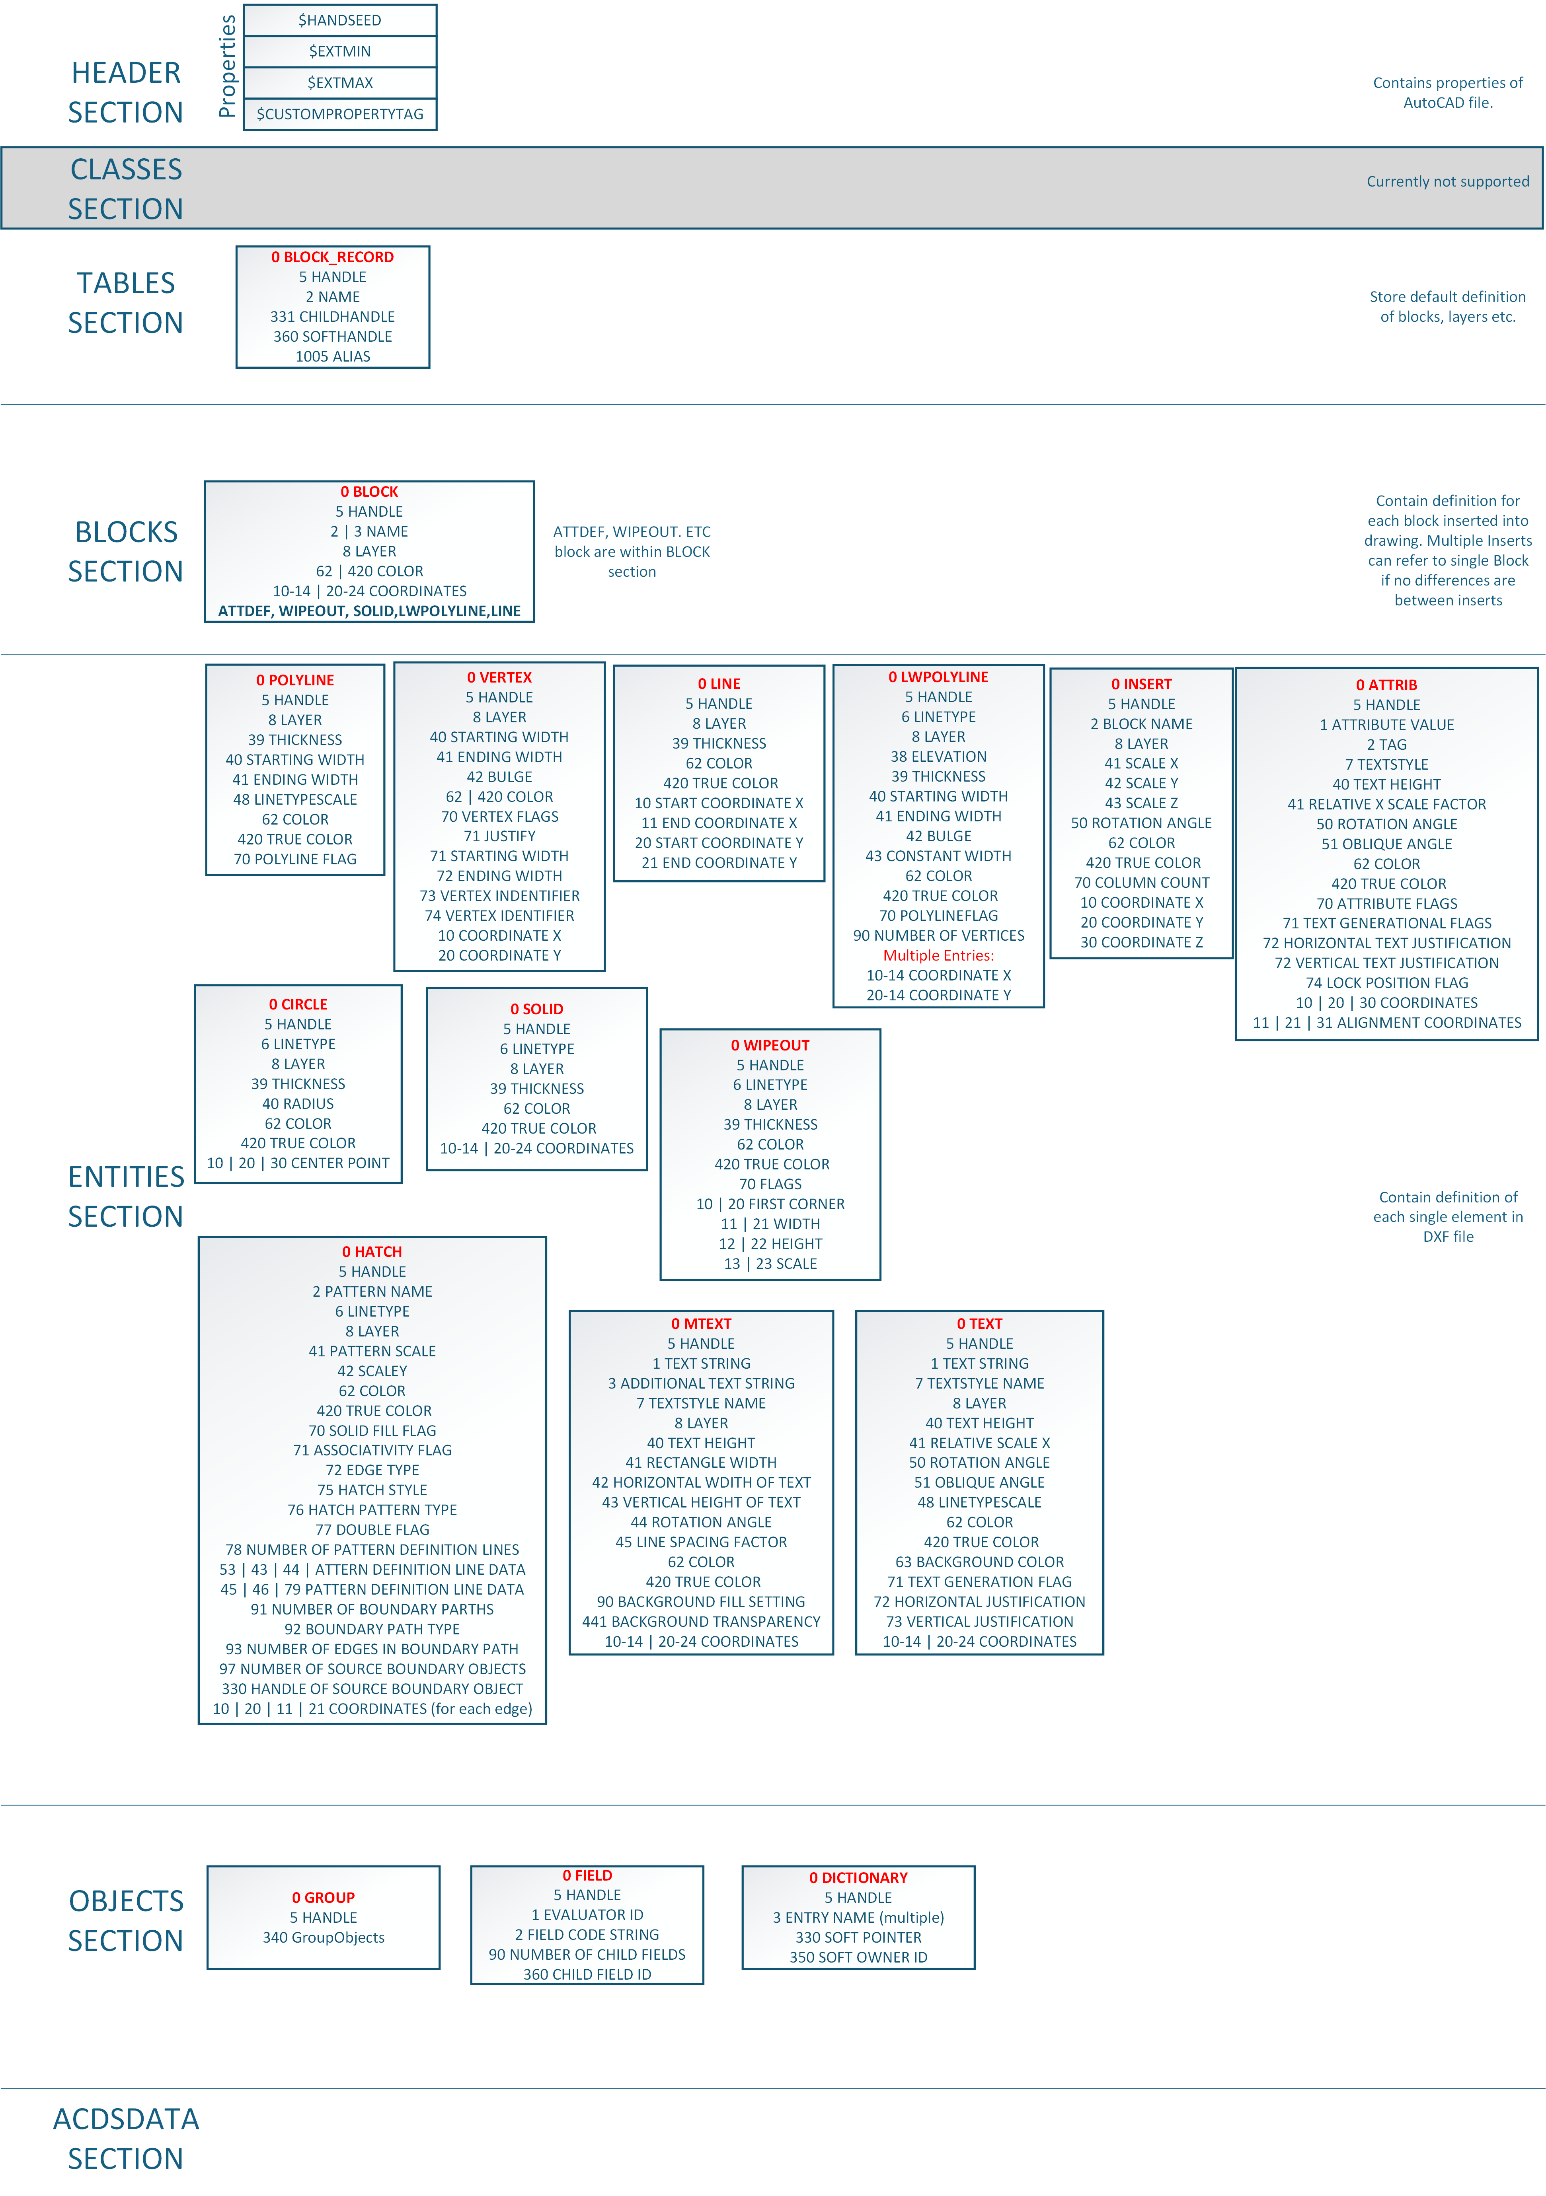 HEADER
SECTION
Properties
$HANDSEED
$EXTMIN
$EXTMAX
$CUSTOMPROPERTYTAG
Contains properties of
AutoCAD file.
CLASSES
SECTION
Currently not supported
TABLES
SECTION
0 BLOCK_RECORD
5 HANDLE
2 NAME
331 CHILDHANDLE
360 SOFTHANDLE
1005 ALIAS
Store default definition
of blocks, layers etc.
BLOCKS
SECTION
0 BLOCK
5 HANDLE
2 | 3 NAME
8 LAYER
62 | 420 COLOR
10-14 | 20-24 COORDINATES
ATTDEF, WIPEOUT, SOLID,LWPOLYLINE,LINE
ATTDEF, WIPEOUT. ETC
block are within BLOCK
section
Contain definition for
each block inserted into
drawing. Multiple Inserts
can refer to single Block
if no differences are
between inserts
ENTITIES
SECTION
0 POLYLINE
5 HANDLE
8 LAYER
39 THICKNESS
40 STARTING WIDTH
41 ENDING WIDTH
48 LINETYPESCALE
62 COLOR
420 TRUE COLOR
70 POLYLINE FLAG
0 VERTEX
5 HANDLE
8 LAYER
40 STARTING WIDTH
41 ENDING WIDTH
42 BULGE
62 | 420 COLOR
70 VERTEX FLAGS
71 JUSTIFY
71 STARTING WIDTH
72 ENDING WIDTH
73 VERTEX INDENTIFIER
74 VERTEX IDENTIFIER
10 COORDINATE X
20 COORDINATE Y
0 LINE
5 HANDLE
8 LAYER
39 THICKNESS
62 COLOR
420 TRUE COLOR
10 START COORDINATE X
11 END COORDINATE X
20 START COORDINATE Y
21 END COORDINATE Y
0 LWPOLYLINE
5 HANDLE
6 LINETYPE
8 LAYER
38 ELEVATION
39 THICKNESS
40 STARTING WIDTH
41 ENDING WIDTH
42 BULGE
43 CONSTANT WIDTH
62 COLOR
420 TRUE COLOR
70 POLYLINEFLAG
90 NUMBER OF VERTICES
Multiple Entries:
10-14 COORDINATE X
20-14 COORDINATE Y
0 INSERT
5 HANDLE
2 BLOCK NAME
8 LAYER
41 SCALE X
42 SCALE Y
43 SCALE Z
50 ROTATION ANGLE
62 COLOR
420 TRUE COLOR
70 COLUMN COUNT
10 COORDINATE X
20 COORDINATE Y
30 COORDINATE Z
0 ATTRIB
5 HANDLE
1 ATTRIBUTE VALUE
2 TAG
7 TEXTSTYLE
40 TEXT HEIGHT
41 RELATIVE X SCALE FACTOR
50 ROTATION ANGLE
51 OBLIQUE ANGLE
62 COLOR
420 TRUE COLOR
70 ATTRIBUTE FLAGS
71 TEXT GENERATIONAL FLAGS
72 HORIZONTAL TEXT JUSTIFICATION
72 VERTICAL TEXT JUSTIFICATION
74 LOCK POSITION FLAG
10 | 20 | 30 COORDINATES
11 | 21 | 31 ALIGNMENT COORDINATES
0 CIRCLE
5 HANDLE
6 LINETYPE
8 LAYER
39 THICKNESS
40 RADIUS
62 COLOR
420 TRUE COLOR
10 | 20 | 30 CENTER POINT
0 SOLID
5 HANDLE
6 LINETYPE
8 LAYER
39 THICKNESS
62 COLOR
420 TRUE COLOR
10-14 | 20-24 COORDINATES
0 WIPEOUT
5 HANDLE
6 LINETYPE
8 LAYER
39 THICKNESS
62 COLOR
420 TRUE COLOR
70 FLAGS
10 | 20 FIRST CORNER
11 | 21 WIDTH
12 | 22 HEIGHT
13 | 23 SCALE
Contain definition of
each single element in
DXF file
0 HATCH
5 HANDLE
2 PATTERN NAME
6 LINETYPE
8 LAYER
41 PATTERN SCALE
42 SCALEY
62 COLOR
420 TRUE COLOR
70 SOLID FILL FLAG
71 ASSOCIATIVITY FLAG
72 EDGE TYPE
75 HATCH STYLE
76 HATCH PATTERN TYPE
77 DOUBLE FLAG
78 NUMBER OF PATTERN DEFINITION LINES
53 | 43 | 44 | ATTERN DEFINITION LINE DATA
45 | 46 | 79 PATTERN DEFINITION LINE DATA
91 NUMBER OF BOUNDARY PARTHS
92 BOUNDARY PATH TYPE
93 NUMBER OF EDGES IN BOUNDARY PATH
97 NUMBER OF SOURCE BOUNDARY OBJECTS
330 HANDLE OF SOURCE BOUNDARY OBJECT
10 | 20 | 11 | 21 COORDINATES (for each edge)
0 MTEXT
5 HANDLE
1 TEXT STRING
3 ADDITIONAL TEXT STRING
7 TEXTSTYLE NAME
8 LAYER
40 TEXT HEIGHT
41 RECTANGLE WIDTH
42 HORIZONTAL WDITH OF TEXT
43 VERTICAL HEIGHT OF TEXT
44 ROTATION ANGLE
45 LINE SPACING FACTOR
62 COLOR
420 TRUE COLOR
90 BACKGROUND FILL SETTING
441 BACKGROUND TRANSPARENCY
10-14 | 20-24 COORDINATES
0 TEXT
5 HANDLE
1 TEXT STRING
7 TEXTSTYLE NAME
8 LAYER
40 TEXT HEIGHT
41 RELATIVE SCALE X
50 ROTATION ANGLE
51 OBLIQUE ANGLE
48 LINETYPESCALE
62 COLOR
420 TRUE COLOR
63 BACKGROUND COLOR
71 TEXT GENERATION FLAG
72 HORIZONTAL JUSTIFICATION
73 VERTICAL JUSTIFICATION
10-14 | 20-24 COORDINATES
OBJECTS
SECTION
0 GROUP
5 HANDLE
340 GroupObjects
0 FIELD
5 HANDLE
1 EVALUATOR ID
2 FIELD CODE STRING
90 NUMBER OF CHILD FIELDS
360 CHILD FIELD ID
0 DICTIONARY
5 HANDLE
3 ENTRY NAME (multiple)
330 SOFT POINTER
350 SOFT OWNER ID
ACDSDATA
SECTION